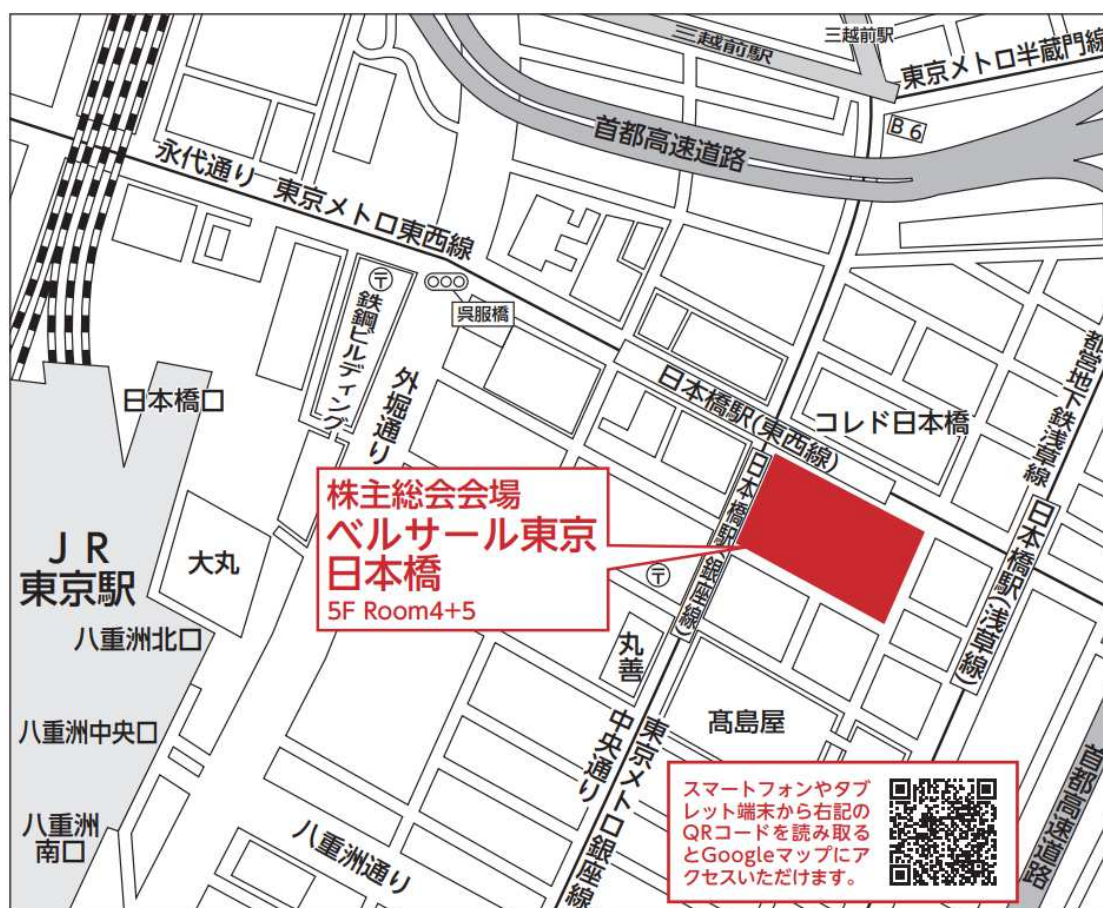 三越前駅
三越前駅
東京メトロ半蔵門線
B6
首都高速道路
永代通り 東京メトロ東西線
〒
鉄鋼ビルディング
呉服橋
日本橋口
外堀通り
日本橋駅(東西線)
コレド日本橋
都営地下鉄浅草線
日本橋駅(浅草線)
日本橋駅(銀座線)
株主総会会場
ベルサール東京
日本橋
5F Room4+5
JR
東京駅
大丸
八重洲北口
〒
丸善
髙島屋
八重洲中央口
中央通り
東京メトロ銀座線
八重洲
南口
八重洲通り
首都高速道路
スマートフォンやタブ
レット端末から右記の
QRコードを読み取る
とGoogleマップにア
クセスいただけます。